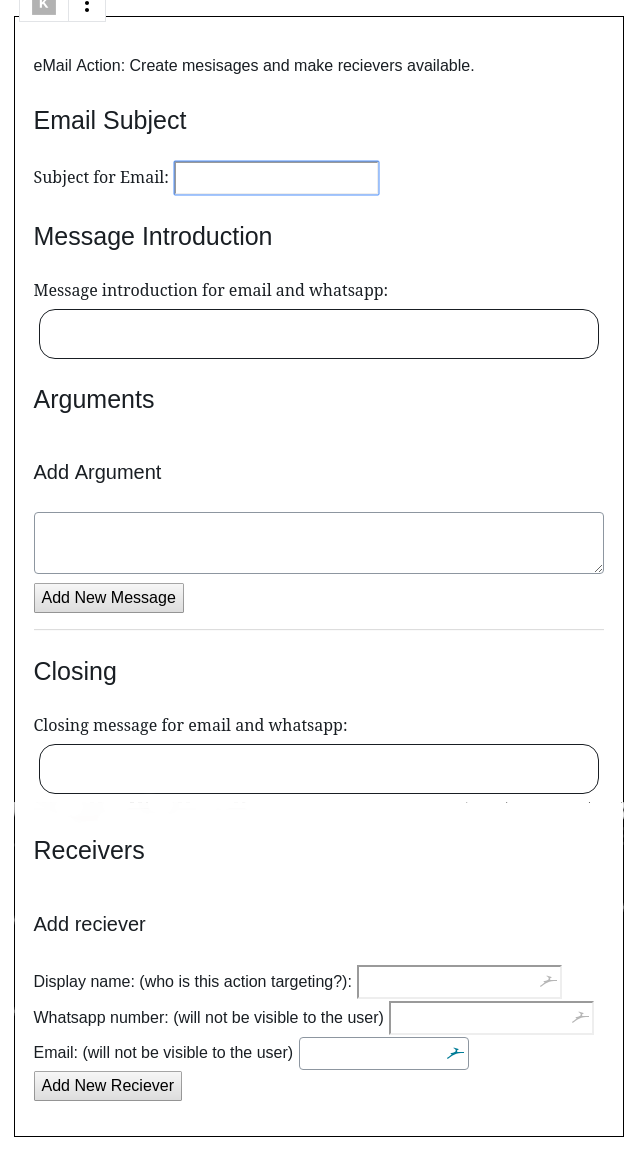 K
eMail Action: Create mesisages and make recievers available.
Email Subject
Subject for Email:
Message Introduction
Message introduction for email and whatsapp:
Arguments
Add Argument
Add New Message
Closing
Closing message for email and whatsapp:
Receivers
Add reciever
Display name: (who is this action targeting?):
Whatsapp number: (will not be visible to the user)
Email: (will not be visible to the user)
Add New Reciever